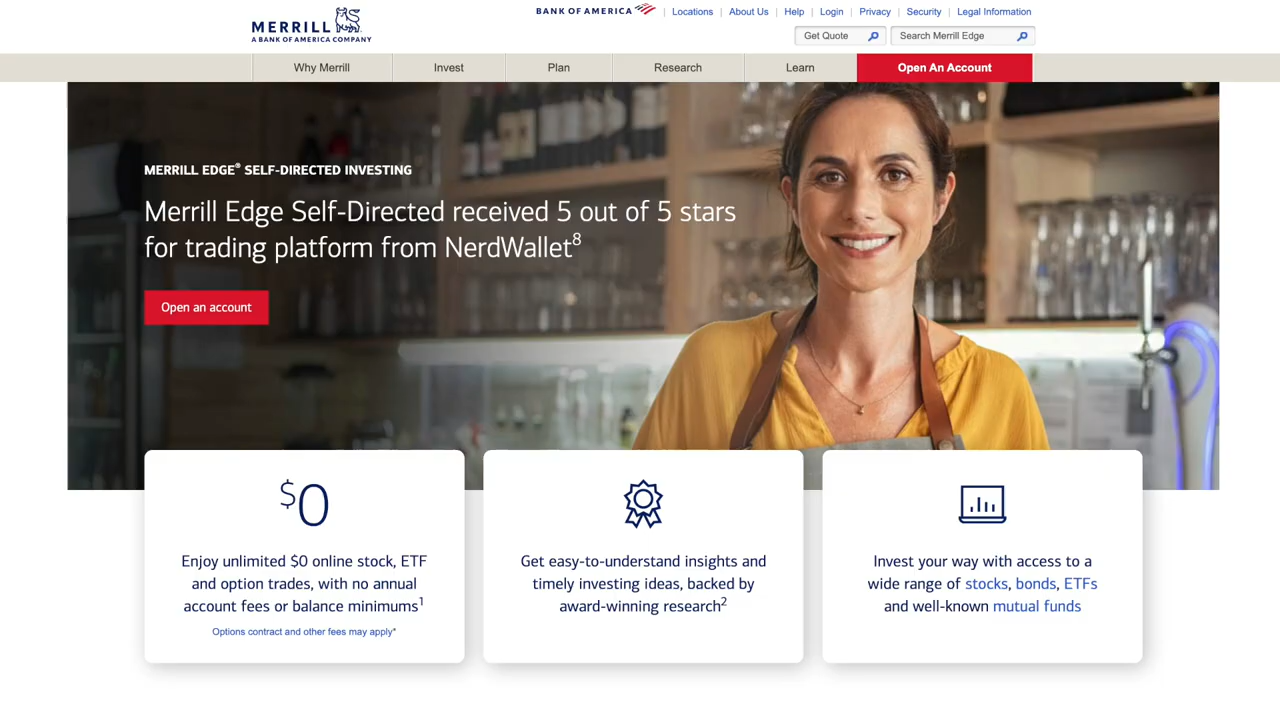 MERRILL
A BANK OF AMERICA COMPANY
BANK OF AMERICA
Locations | About Us | Help | Login | Privacy | Security | Legal Information
Get Quote
Search Merrill Edge
Why Merrill
Invest
Plan
Research
Learn
Open An Account
MERRILL EDGE® SELF-DIRECTED INVESTING
Merrill Edge Self-Directed received 5 out of 5 stars
for trading platform from NerdWallet8
Open an account
$0
Enjoy unlimited $0 online stock, ETF
and option trades, with no annual
account fees or balance minimums1
Options contract and other fees may apply*
Get easy-to-understand insights and
timely investing ideas, backed by
award-winning research2
Invest your way with access to a
wide range of stocks, bonds, ETFs
and well-known mutual funds